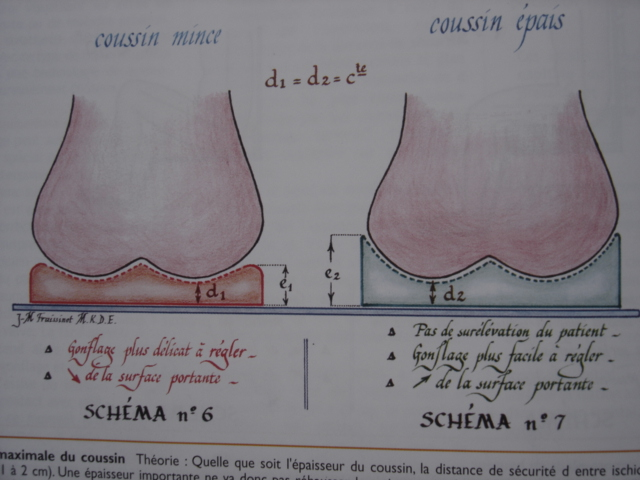 coussin mince
coussin épais
d1 = d2 = cte
e1
d1
e2
d2
J-M Fraissinet M.K.D.E.
Gonflage plus délicat à régler -
↘ de la surface portante -
SCHÉMA n° 6
Pas de surélévation du patient -
Gonflage plus facile à régler -
↗ de la surface portante -
SCHÉMA n° 7
maximale du coussin Théorie : Quelle que soit l'épaisseur du coussin, la distance de sécurité d entre ischio
1 à 2 cm). Une épaisseur importante ne va donc pas